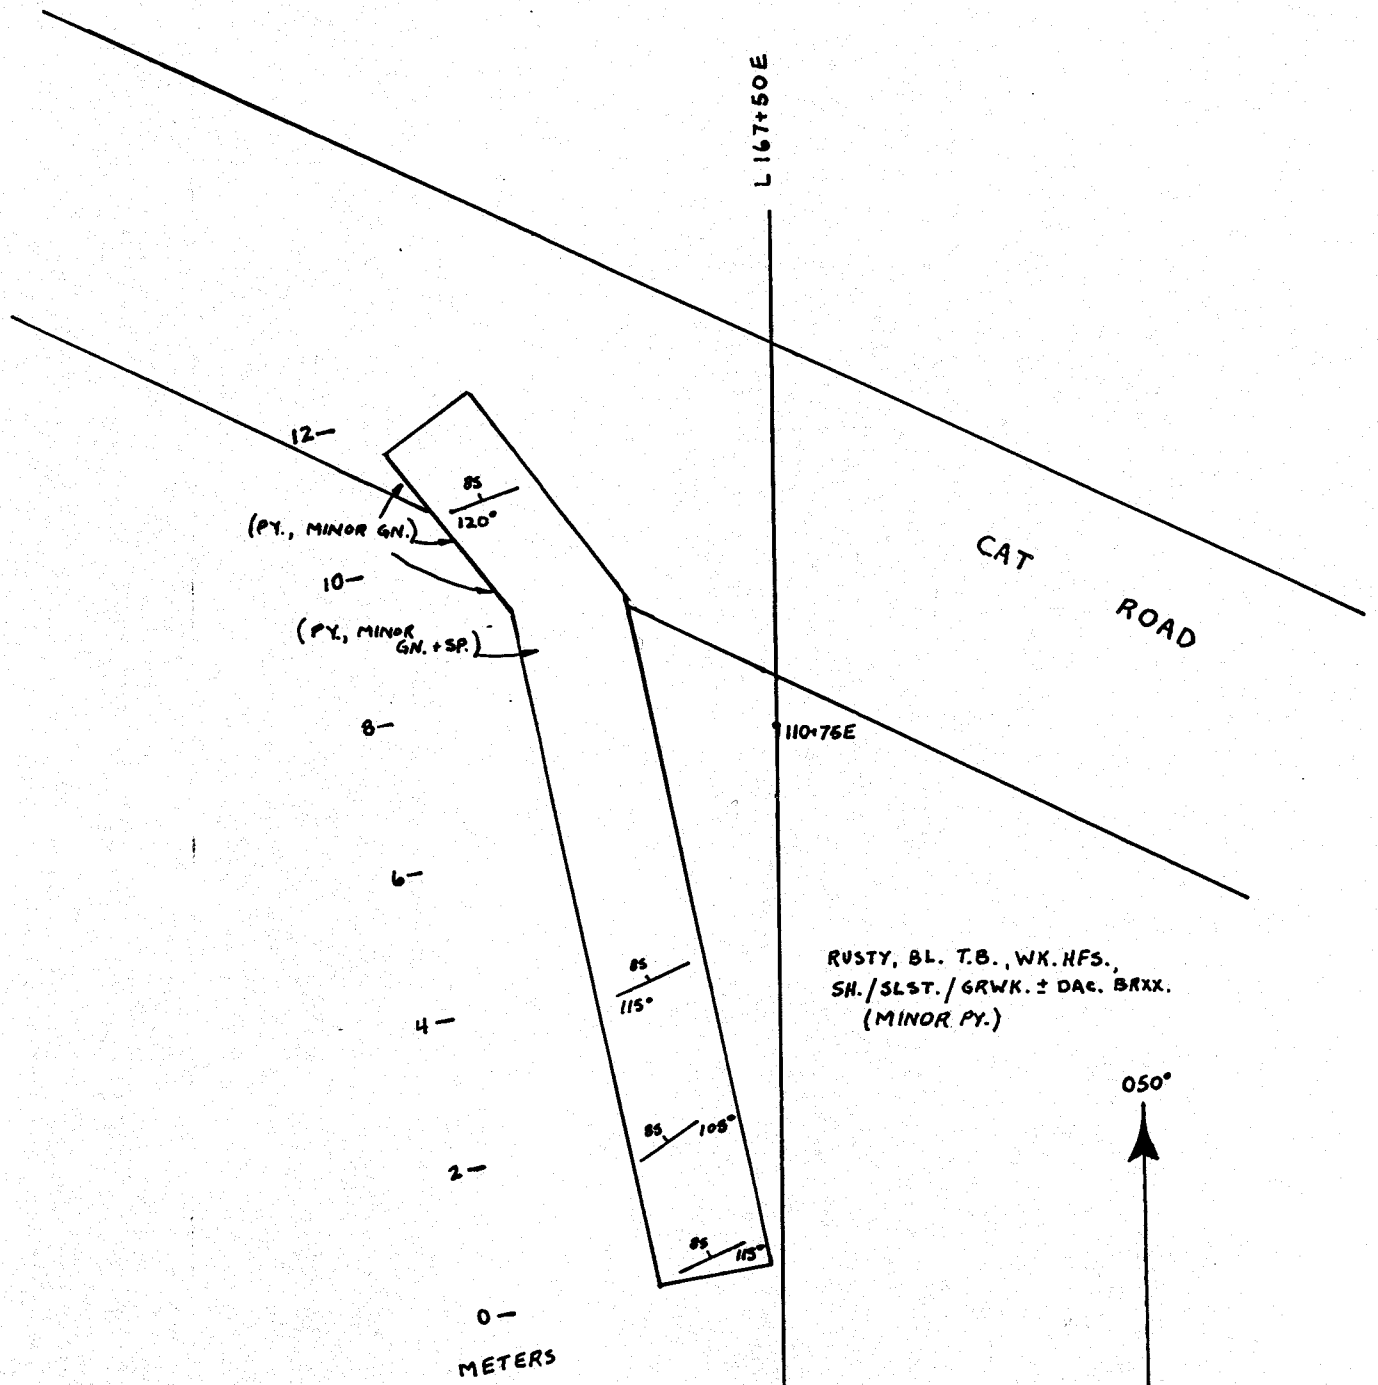 L 167+50E
12
85
120°
(PY., MINOR GN.)
10
(PY., MINOR
GN. + SP.)
CAT
ROAD
8
110+75E
6
85
115°
RUSTY, BL. T.B., WK. HFS.,
SH./SLST./GRWK. ± DAC. BRXX.
(MINOR PY.)
4
050°
85
105°
2
85
115°
0
METERS